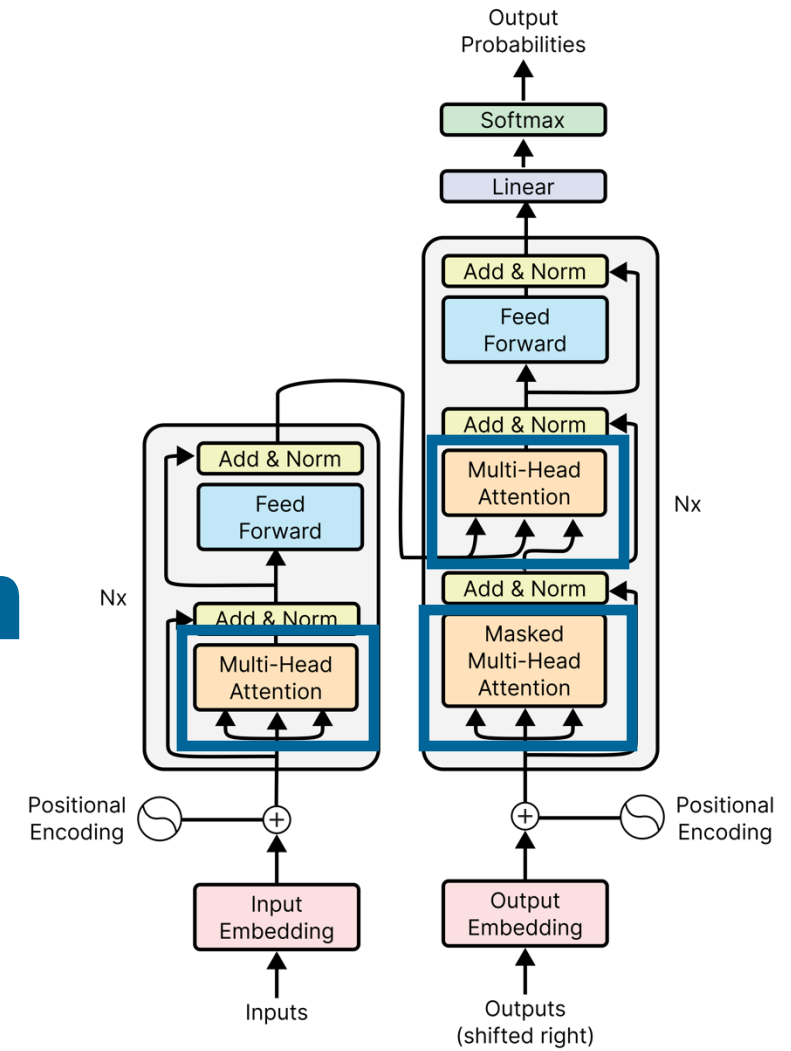 Output
Probabilities
Softmax
Linear
Add & Norm
Feed
Forward
Add & Norm
Multi-Head
Attention
Nx
Add & Norm
Masked
Multi-Head
Attention
Add & Norm
Feed
Forward
Nx
Add & Norm
Multi-Head
Attention
Positional
Encoding
Positional
Encoding
Input
Embedding
Output
Embedding
Inputs
Outputs
(shifted right)